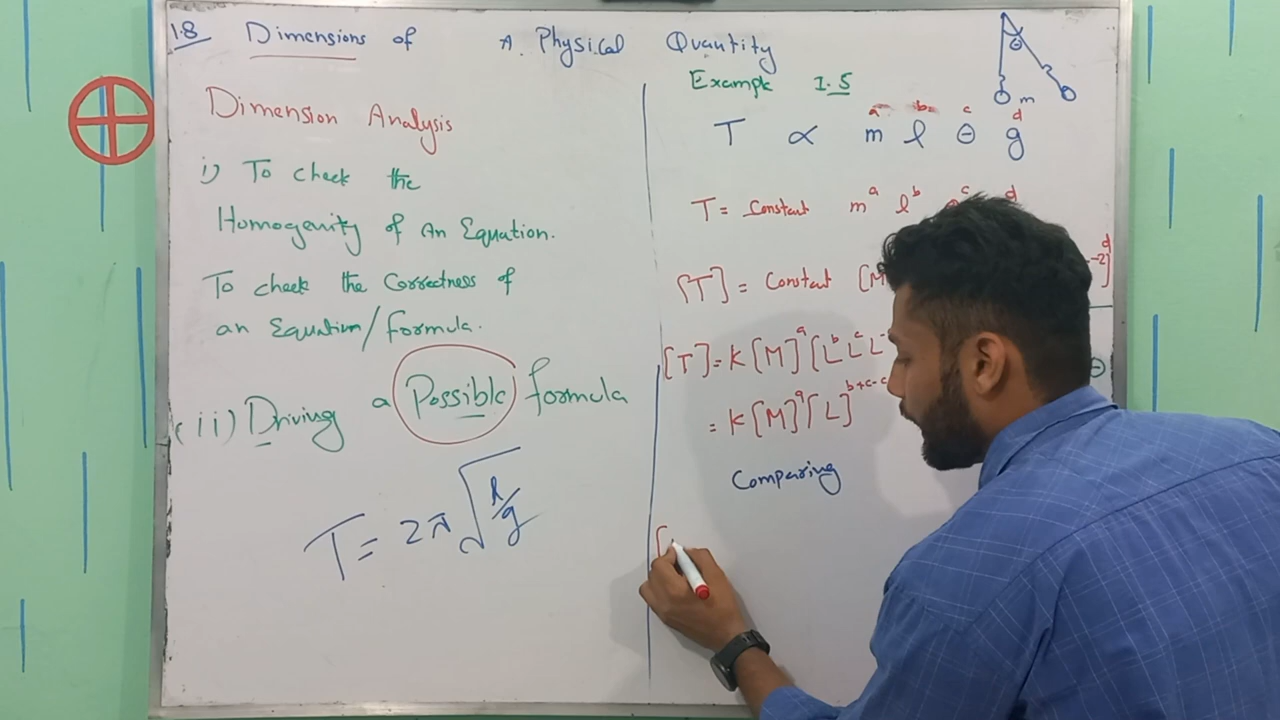 1.8 Dimensions of A. Physical Quantity
Dimension Analysis
i) To check the
Homogenity of An Equation.
To check the Correctness of
an Equation/formula.
(ii) Driving a Possible formula
T = 2π √l/g
Example 1.5
θ
m
a b c d
T ∝ m l θ g
T = Constant m^a l^b
[T] = Constant [M -2]^d
[T] = K [M]^a [L^b L^c L^-
θ
= K [M]^a [L]^b+c-c
Comparing
[